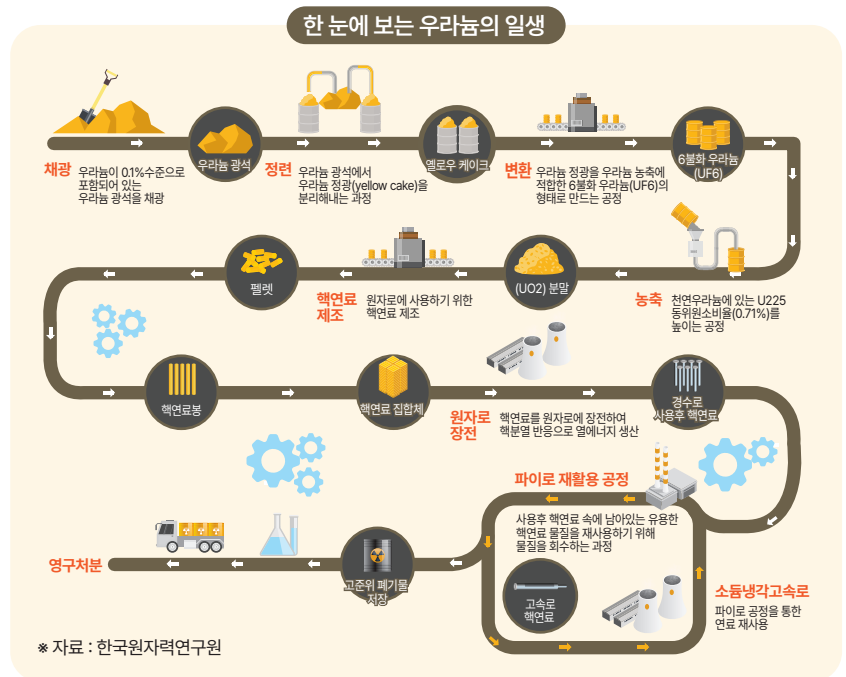 한 눈에 보는 우라늄의 일생
채광
우라늄이 0.1%수준으로
포함되어 있는
우라늄 광석을 채광
우라늄 광석
정련
우라늄 광석에서
우라늄 정광(yellow cake)을
분리해내는 과정
옐로우 케이크
변환
우라늄 정광을 우라늄 농축에
적합한 6불화 우라늄(UF6)의
형태로 만드는 공정
6불화 우라늄
(UF6)
펠렛
핵연료
제조
원자로에 사용하기 위한
핵연료 제조
(UO2) 분말
농축
천연우라늄에 있는 U225
동위원소비율(0.71%)를
높이는 공정
핵연료봉
핵연료 집합체
원자로
장전
핵연료를 원자로에 장전하여
핵분열 반응으로 열에너지 생산
경수로
사용후 핵연료
파이로 재활용 공정
사용후 핵연료 속에 남아있는 유용한
핵연료 물질을 재사용하기 위해
물질을 회수하는 과정
영구처분
고준위 폐기물
저장
고속로
핵연료
소듐냉각고속로
파이로 공정을 통한
연료 재사용
※ 자료 : 한국원자력연구원